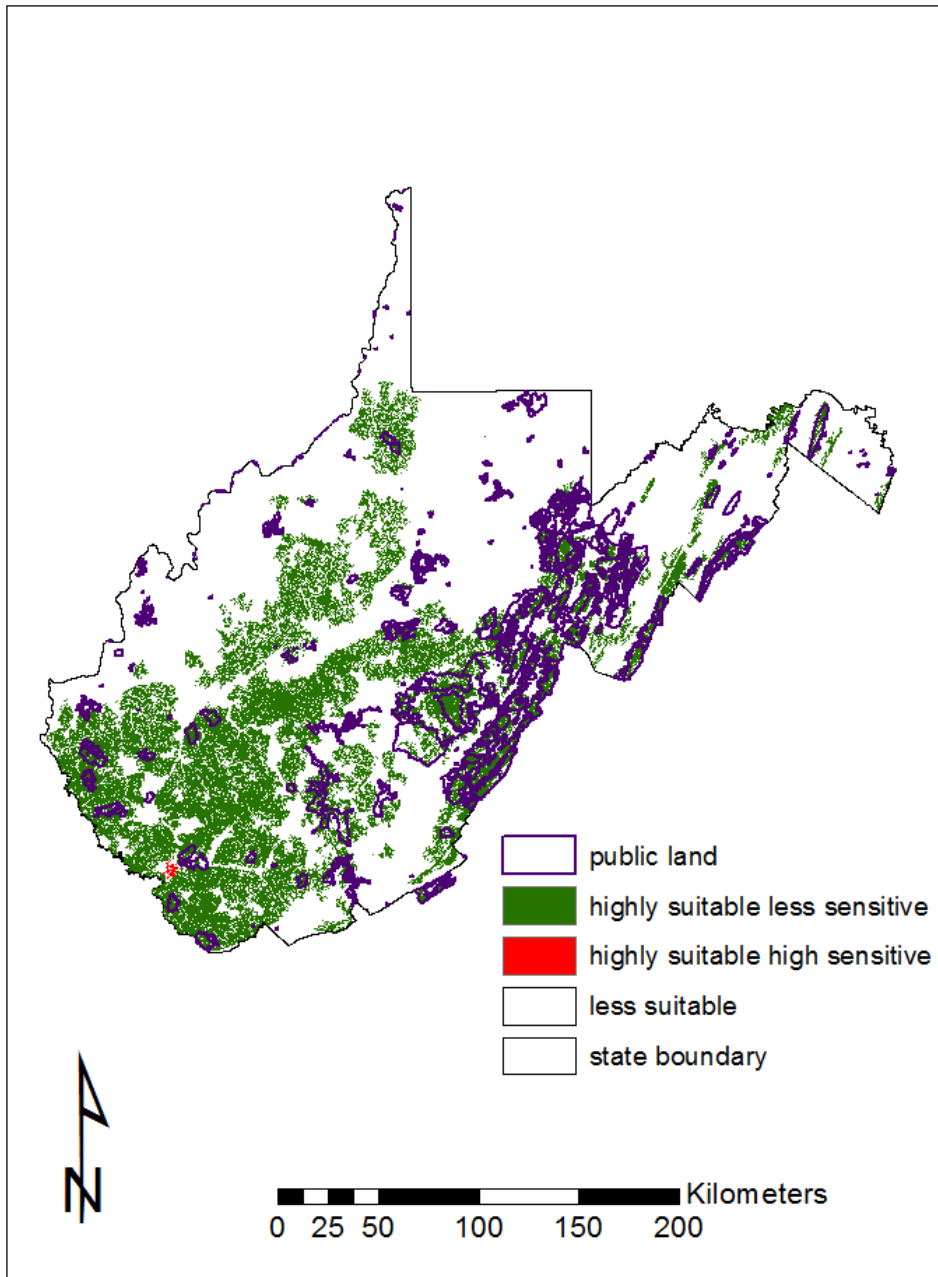 public land
highly suitable less sensitive
highly suitable high sensitive
less suitable
state boundary
N
Kilometers
0 25 50 100 150 200